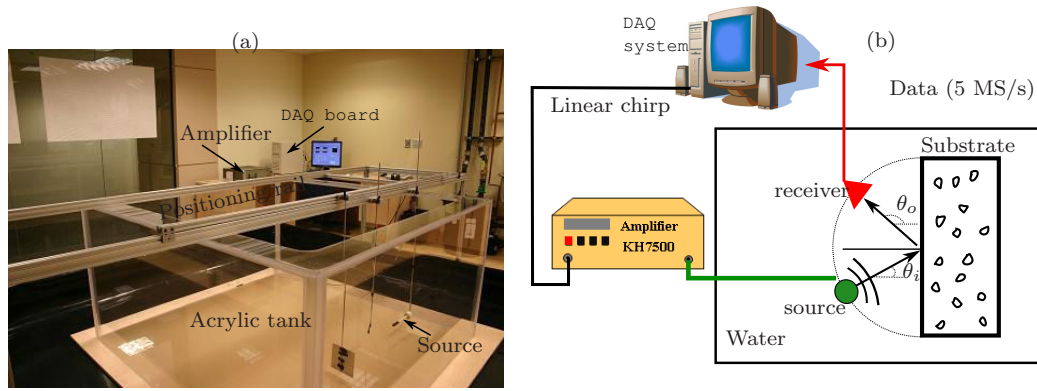 (a)
Amplifier
DAQ board
Positioning rail
Acrylic tank
Source
DAQ
system
(b)
Linear chirp
Data (5 MS/s)
Substrate
receiver
θo
Amplifier
KH7500
θi
source
Water